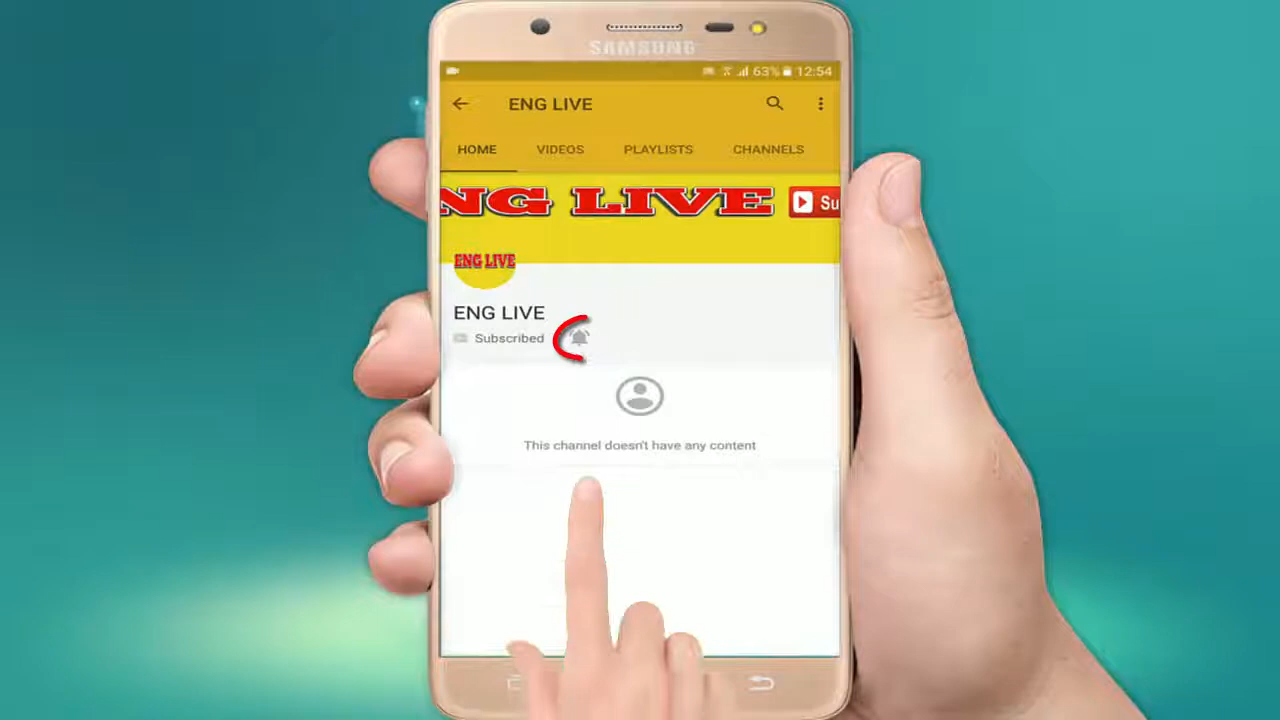 SAMSUNG
63% 12:54
ENG LIVE
HOME VIDEOS PLAYLISTS CHANNELS
NG LIVE Su
ENG LIVE
ENG LIVE
Subscribed
This channel doesn't have any content